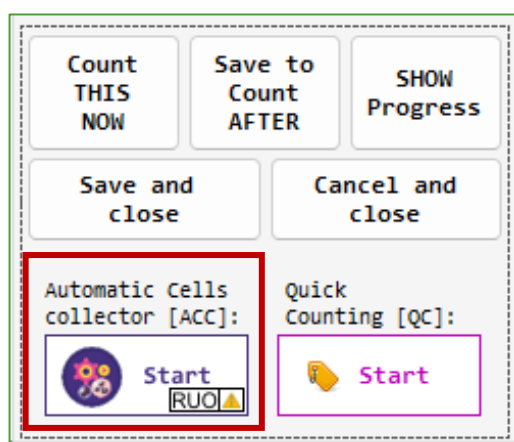 Count THIS NOW
Save to Count AFTER
SHOW Progress
Save and close
Cancel and close
Automatic Cells collector [ACC]:
Quick Counting [QC]:
Start
RUO
Start